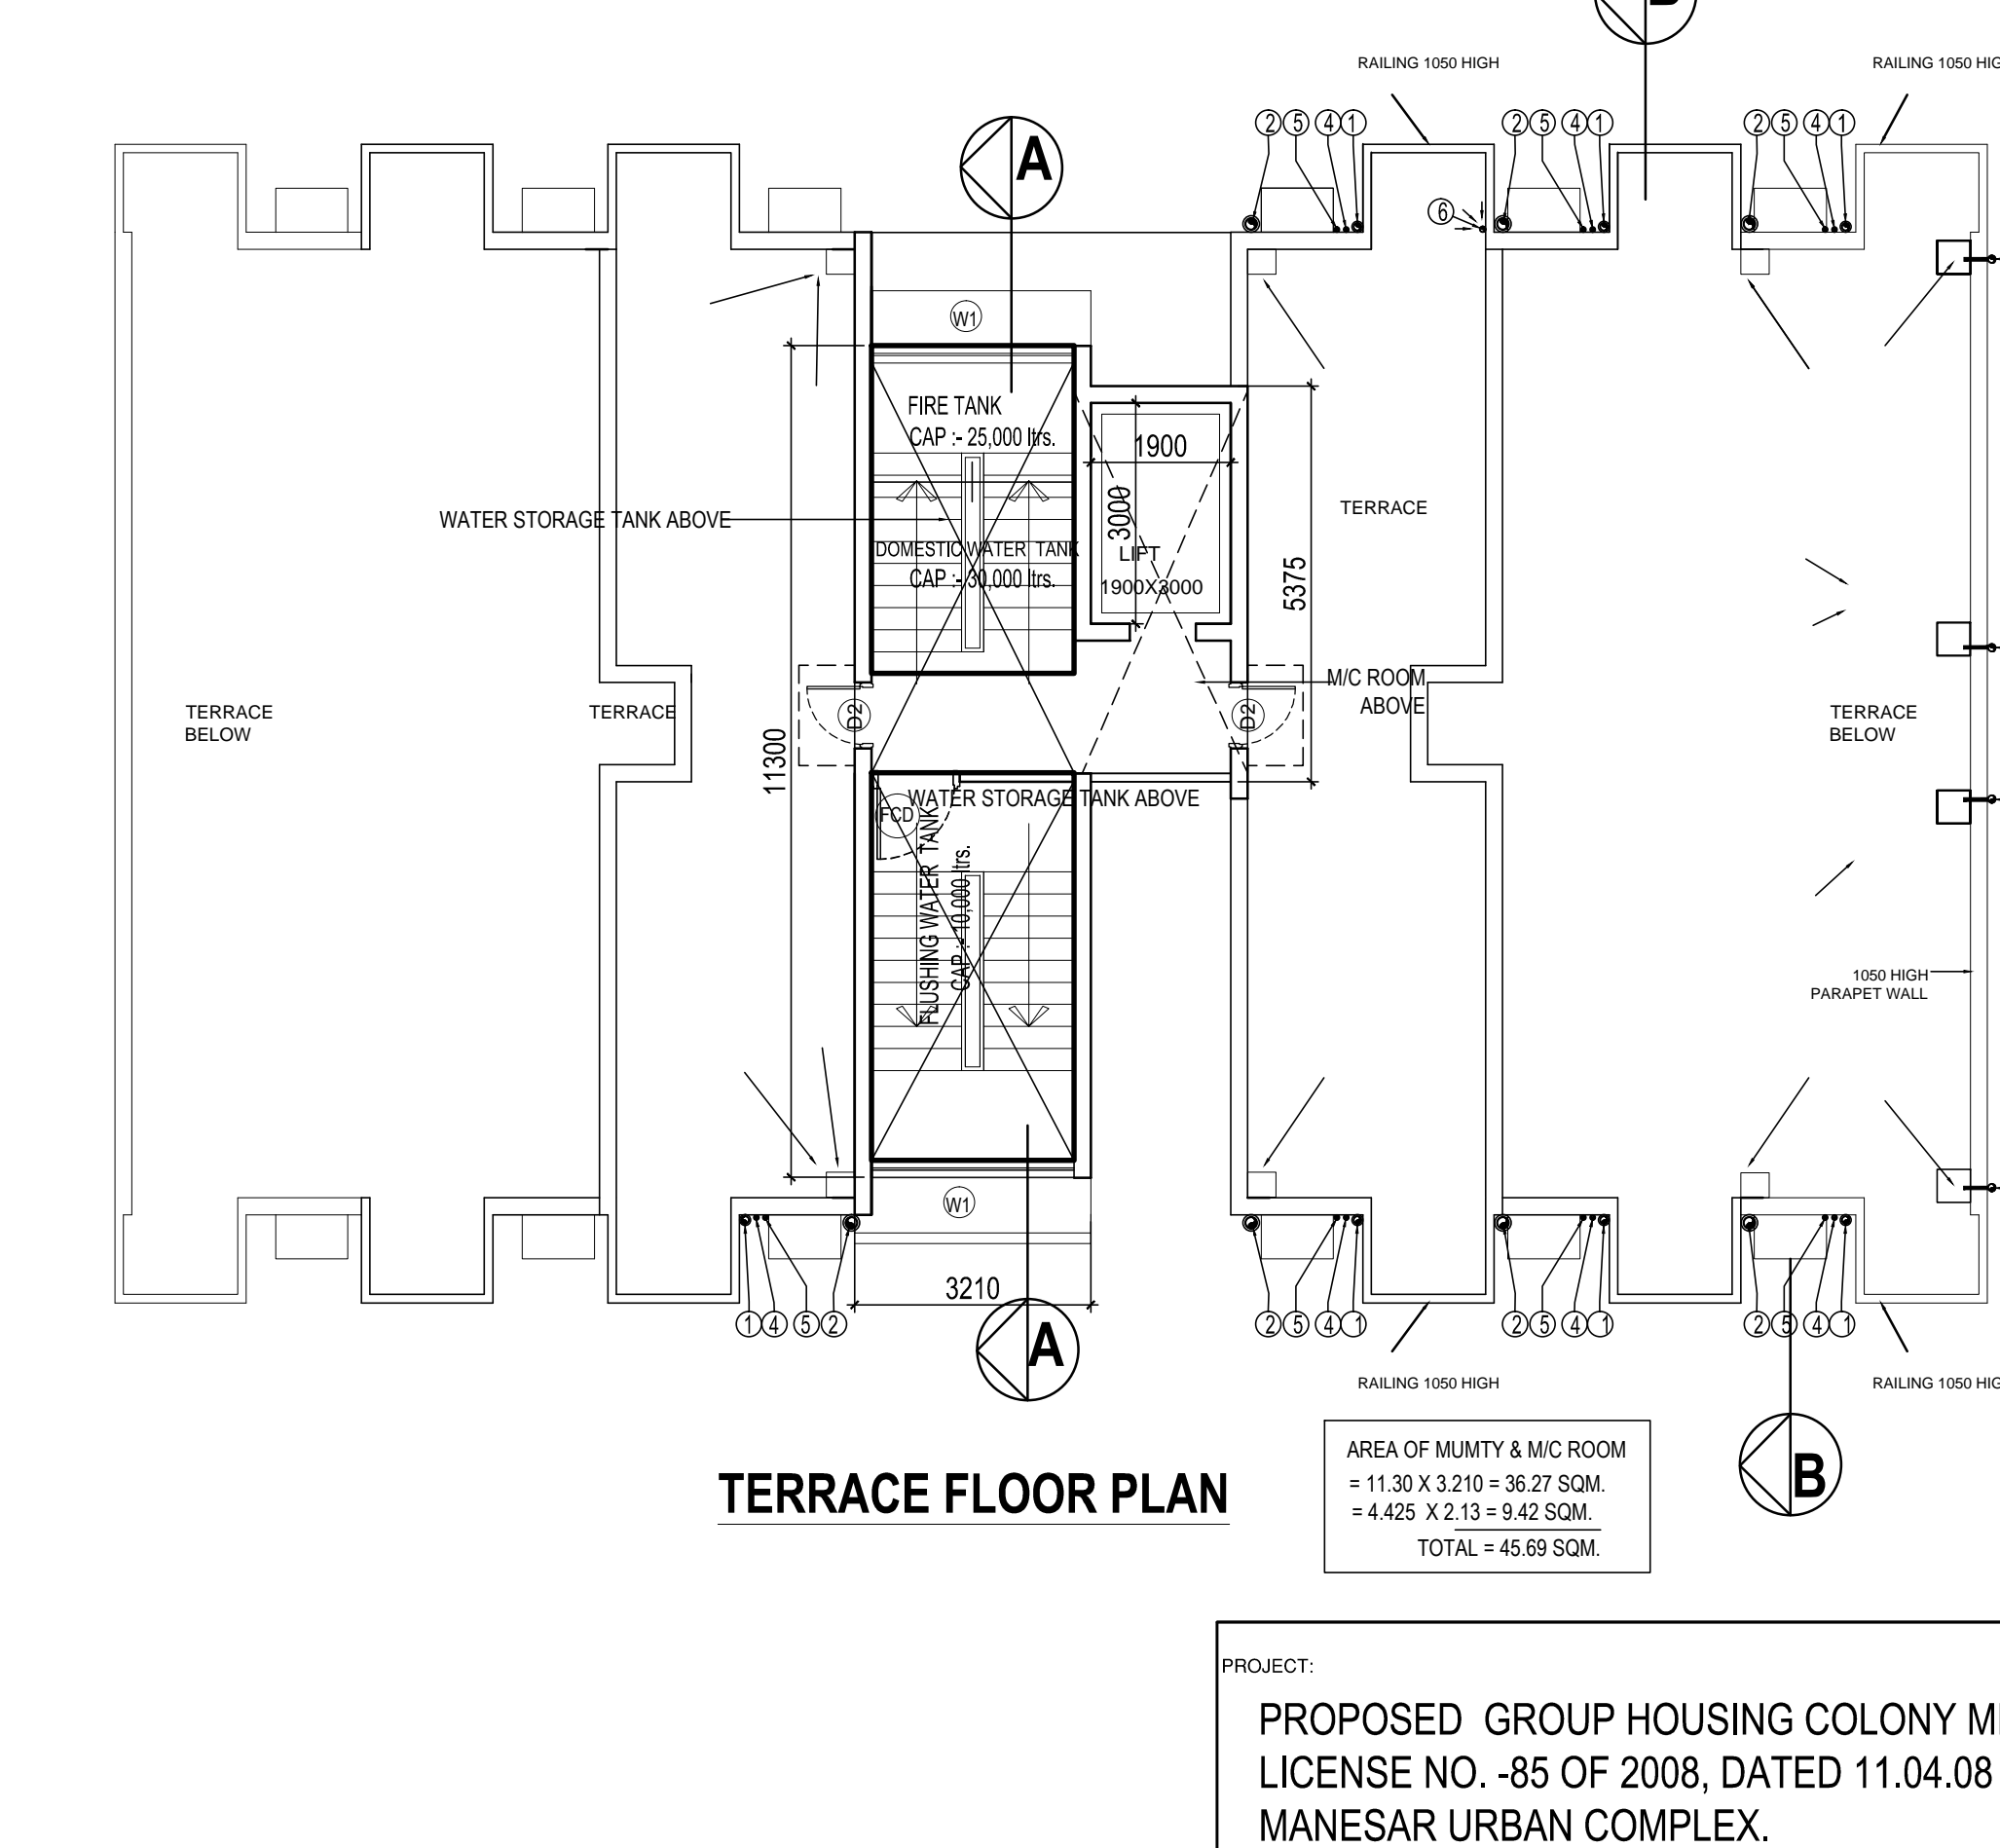 B
RAILING 1050 HIGH
RAILING 1050 HIG
2 5 4 1
2 5 4 1
2 5 4 1
A
6
W1
FIRE TANK
CAP :- 25,000 ltrs.
1900
3000
WATER STORAGE TANK ABOVE
TERRACE
DOMESTIC WATER TANK
CAP :- 30,000 ltrs.
LIFT
1900X3000
5375
M/C ROOM
ABOVE
TERRACE
BELOW
TERRACE
D2
D2
TERRACE
BELOW
11300
WATER STORAGE TANK ABOVE
FCD
FLUSHING WATER TANK
CAP :- 10,000 ltrs.
1050 HIGH
PARAPET WALL
W1
3210
1 4 5 2
2 5 4 1
2 5 4 1
2 5 4 1
A
RAILING 1050 HIGH
RAILING 1050 HIG
TERRACE FLOOR PLAN
AREA OF MUMTY & M/C ROOM
= 11.30 X 3.210 = 36.27 SQM.
= 4.425 X 2.13 = 9.42 SQM.
TOTAL = 45.69 SQM.
B
PROJECT:
PROPOSED GROUP HOUSING COLONY M
LICENSE NO. -85 OF 2008, DATED 11.04.08
MANESAR URBAN COMPLEX.